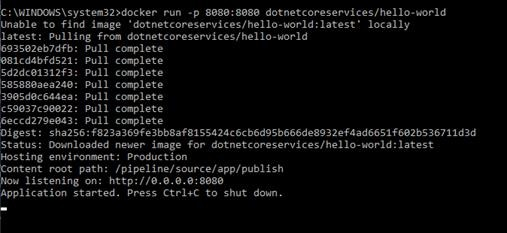 C:\WINDOWS\system32>docker run -p 8080:8080 dotnetcoreservices/hello-world
Unable to find image 'dotnetcoreservices/hello-world:latest' locally
latest: Pulling from dotnetcoreservices/hello-world
693502eb7dfb: Pull complete
081cd4bfd521: Pull complete
5d2dc01312f3: Pull complete
585880aea240: Pull complete
3905d0c644ea: Pull complete
c59037c90022: Pull complete
6eccd279e043: Pull complete
Digest: sha256:f823a369fe3bb8af8155424c6cb6d95b666de8932ef4ad6651f602b536711d3d
Status: Downloaded newer image for dotnetcoreservices/hello-world:latest
Hosting environment: Production
Content root path: /pipeline/source/app/publish
Now listening on: http://0.0.0.0:8080
Application started. Press Ctrl+C to shut down.